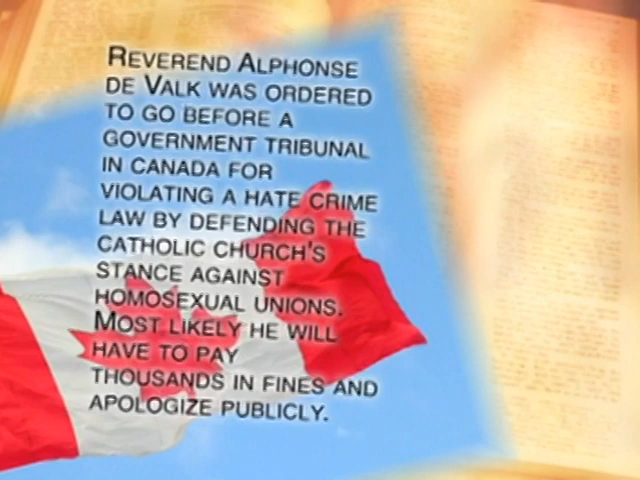 Reverend Alphonse
de Valk was ordered
to go before a
government tribunal
in Canada for
violating a hate crime
law by defending the
Catholic Church's
stance against
homosexual unions.
Most likely he will
have to pay
thousands in fines and
apologize publicly.